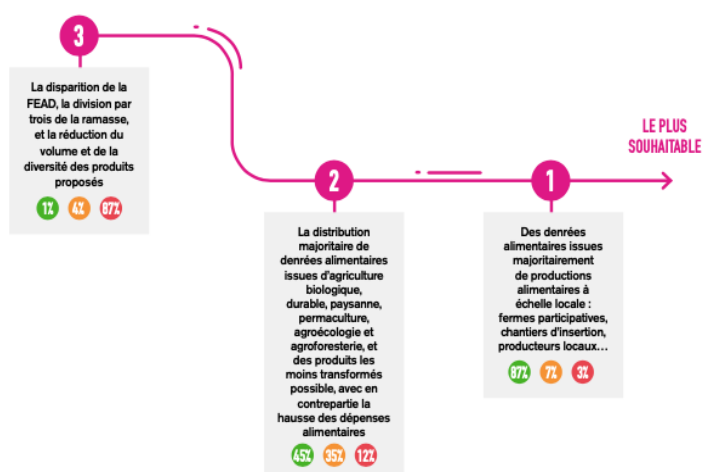 3
La disparition de la
FEAD, la division par
trois de la ramasse,
et la réduction du
volume et de la
diversité des produits
proposés
1% 4% 87%
LE PLUS
SOUHAITABLE
2
La distribution
majoritaire de
denrées alimentaires
issues d'agriculture
biologique,
durable, paysanne,
permaculture,
agroécologie et
agroforesterie, et
des produits les
moins transformés
possible, avec en
contrepartie la
hausse des dépenses
alimentaires
45% 35% 12%
1
Des denrées
alimentaires issues
majoritairement
de productions
alimentaires à
échelle locale :
fermes participatives,
chantiers d'insertion,
producteurs locaux...
87% 7% 3%